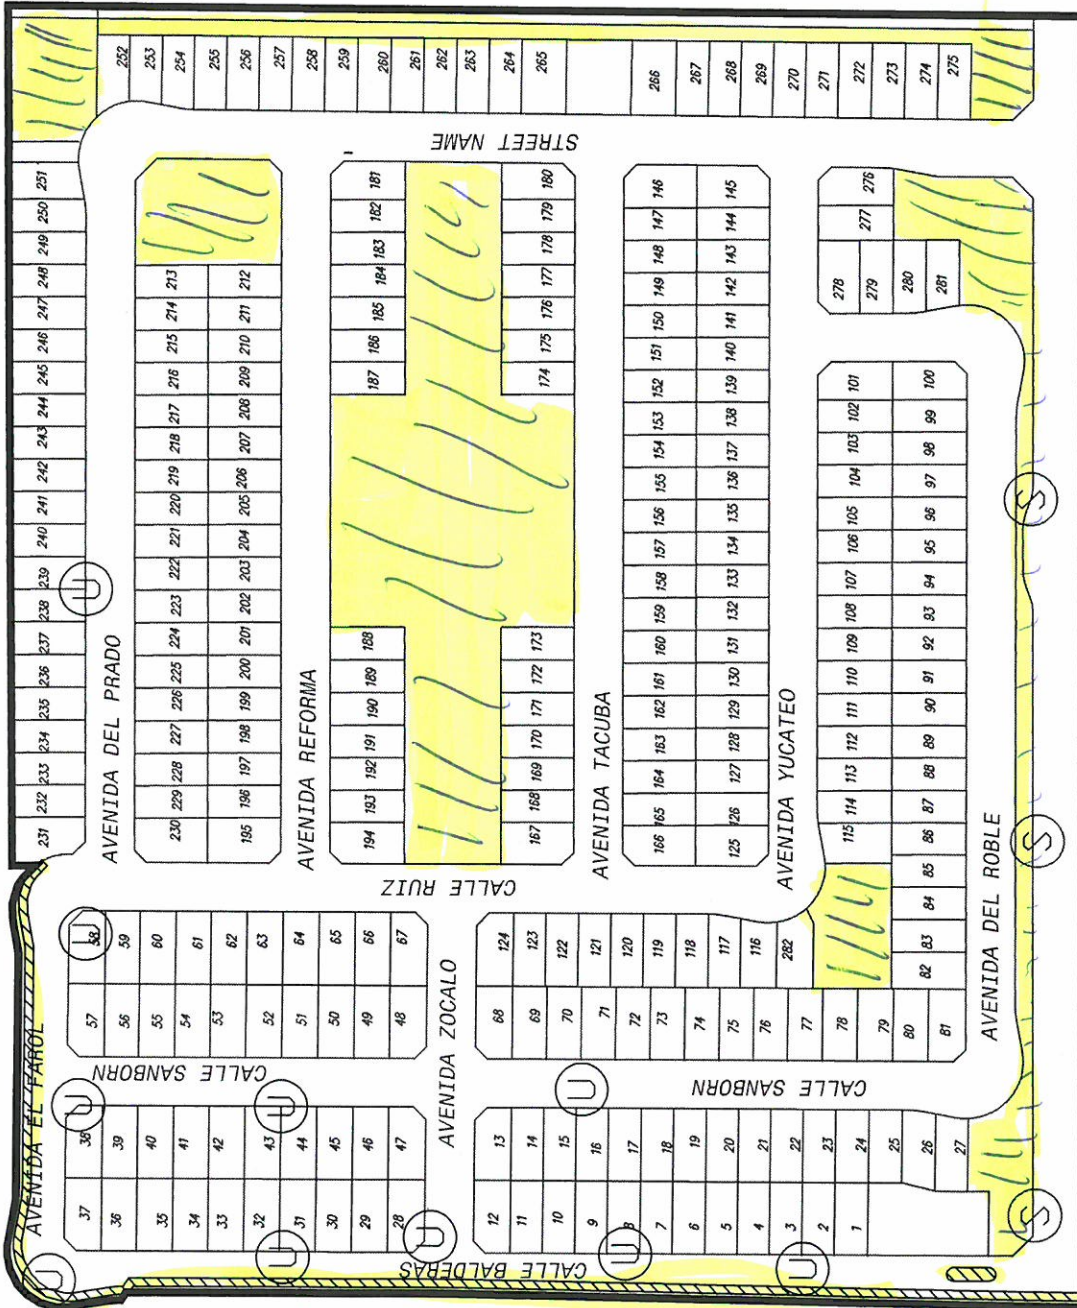 252 253 254 255 256 257 258 259 260 261 262 263 264 265 266 267 268 269 270 271 272 273 274 275
STREET NAME
251 250 249 248 247 246 245 244 243 242 241 240 239 238 237 236 235 234 233 232 231
AVENIDA DEL PRADO
213 214 215 216 217 218 219 220 221 222 223 224 225 226 227 228 229 230
212 211 210 209 208 207 206 205 204 203 202 201 200 199 198 197 196 195
AVENIDA REFORMA
181 182 183 184 185 186 187
188 189 190 191 192 193 194
180 179 178 177 176 175 174
173 172 171 170 169 168 167
AVENIDA TACUBA
146 147 148 149 150 151 152 153 154 155 156 157 158 159 160 161 162 163 164 165 166
145 144 143 142 141 140 139 138 137 136 135 134 133 132 131 130 129 128 127 126 125
AVENIDA YUCATEO
276 277
278 279 280 281
101 102 103 104 105 106 107 108 109 110 111 112 113 114 115
100 99 98 97 96 95 94 93 92 91 90 89 88 87 86 85 84 83 82
AVENIDA DEL ROBLE
CALLE RUIZ
58 59 60 61 62 63 64 65 66 67
57 56 55 54 53 52 51 50 49 48
AVENIDA ZOCALO
124 123 122 121 120 119 118 117 116 282
68 69 70 71 72 73 74 75 76 77 78 79 80 81
AVENIDA EL FAROL
CALLE SANBORN
CALLE SANBORN
38 39 40 41 42 43 44 45 46 47
37 36 35 34 33 32 31 30 29 28
13 14 15 16 17 18 19 20 21 22 23 24 25 26 27
12 11 10 9 8 7 6 5 4 3 2 1
CALLE BALDERAS
U
U
U
U
U
U
U
U
U
U
S
S
S